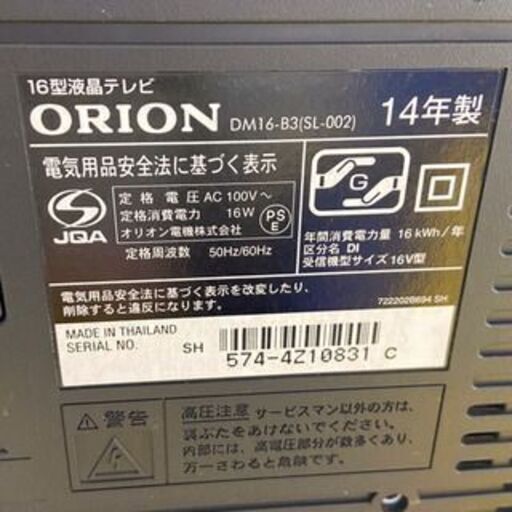 16型液晶テレビ
ORION DM16-B3(SL-002) 14年製
電気用品安全法に基づく表示
JQA
定格電圧 AC 100V～
定格消費電力 16W
オリオン電機株式会社
定格周波数 50Hz/60Hz
PS
E
G
年間消費電力量 16 kWh/年
区分名 DI
受信機型サイズ 16V型
電気用品安全法に基づく表示を改変したり、
削除すると違反になります。
722202B694 SH
MADE IN THAILAND
SERIAL NO.
SH 574-4Z10831 C
警告
高圧注意 サービスマン以外の方は、
裏ぶたをあけないでください。
内部には、高電圧部分が数多くあり、
万一さわると危険です。